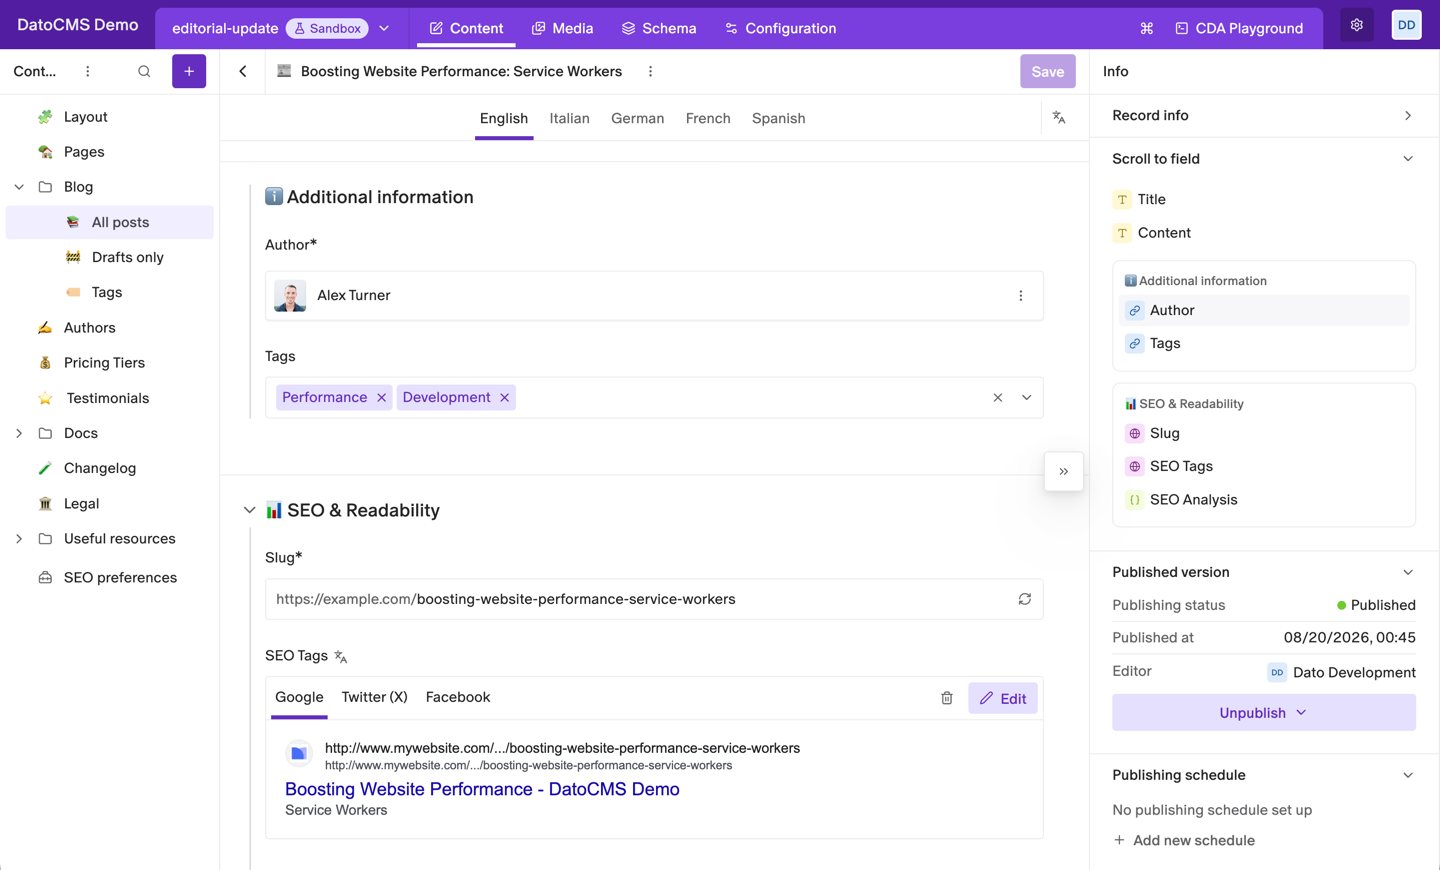 DatoCMS Demo
editorial-update
Sandbox
Content
Media
Schema
Configuration
CDA Playground
DD
Cont...
Boosting Website Performance: Service Workers
Save
Info
Layout
Pages
Blog
All posts
Drafts only
Tags
Authors
Pricing Tiers
Testimonials
Docs
Changelog
Legal
Useful resources
SEO preferences
English
Italian
German
French
Spanish
Additional information
Author*
Alex Turner
Tags
Performance
Development
SEO & Readability
Slug*
https://example.com/boosting-website-performance-service-workers
SEO Tags
Google
Twitter (X)
Facebook
Edit
http://www.mywebsite.com/.../boosting-website-performance-service-workers
http://www.mywebsite.com/.../boosting-website-performance-service-workers
Boosting Website Performance - DatoCMS Demo
Service Workers
Record info
Scroll to field
T Title
T Content
Additional information
Author
Tags
SEO & Readability
Slug
SEO Tags
SEO Analysis
Published version
Publishing status
Published
Published at
08/20/2026, 00:45
Editor
DD Dato Development
Unpublish
Publishing schedule
No publishing schedule set up
+ Add new schedule